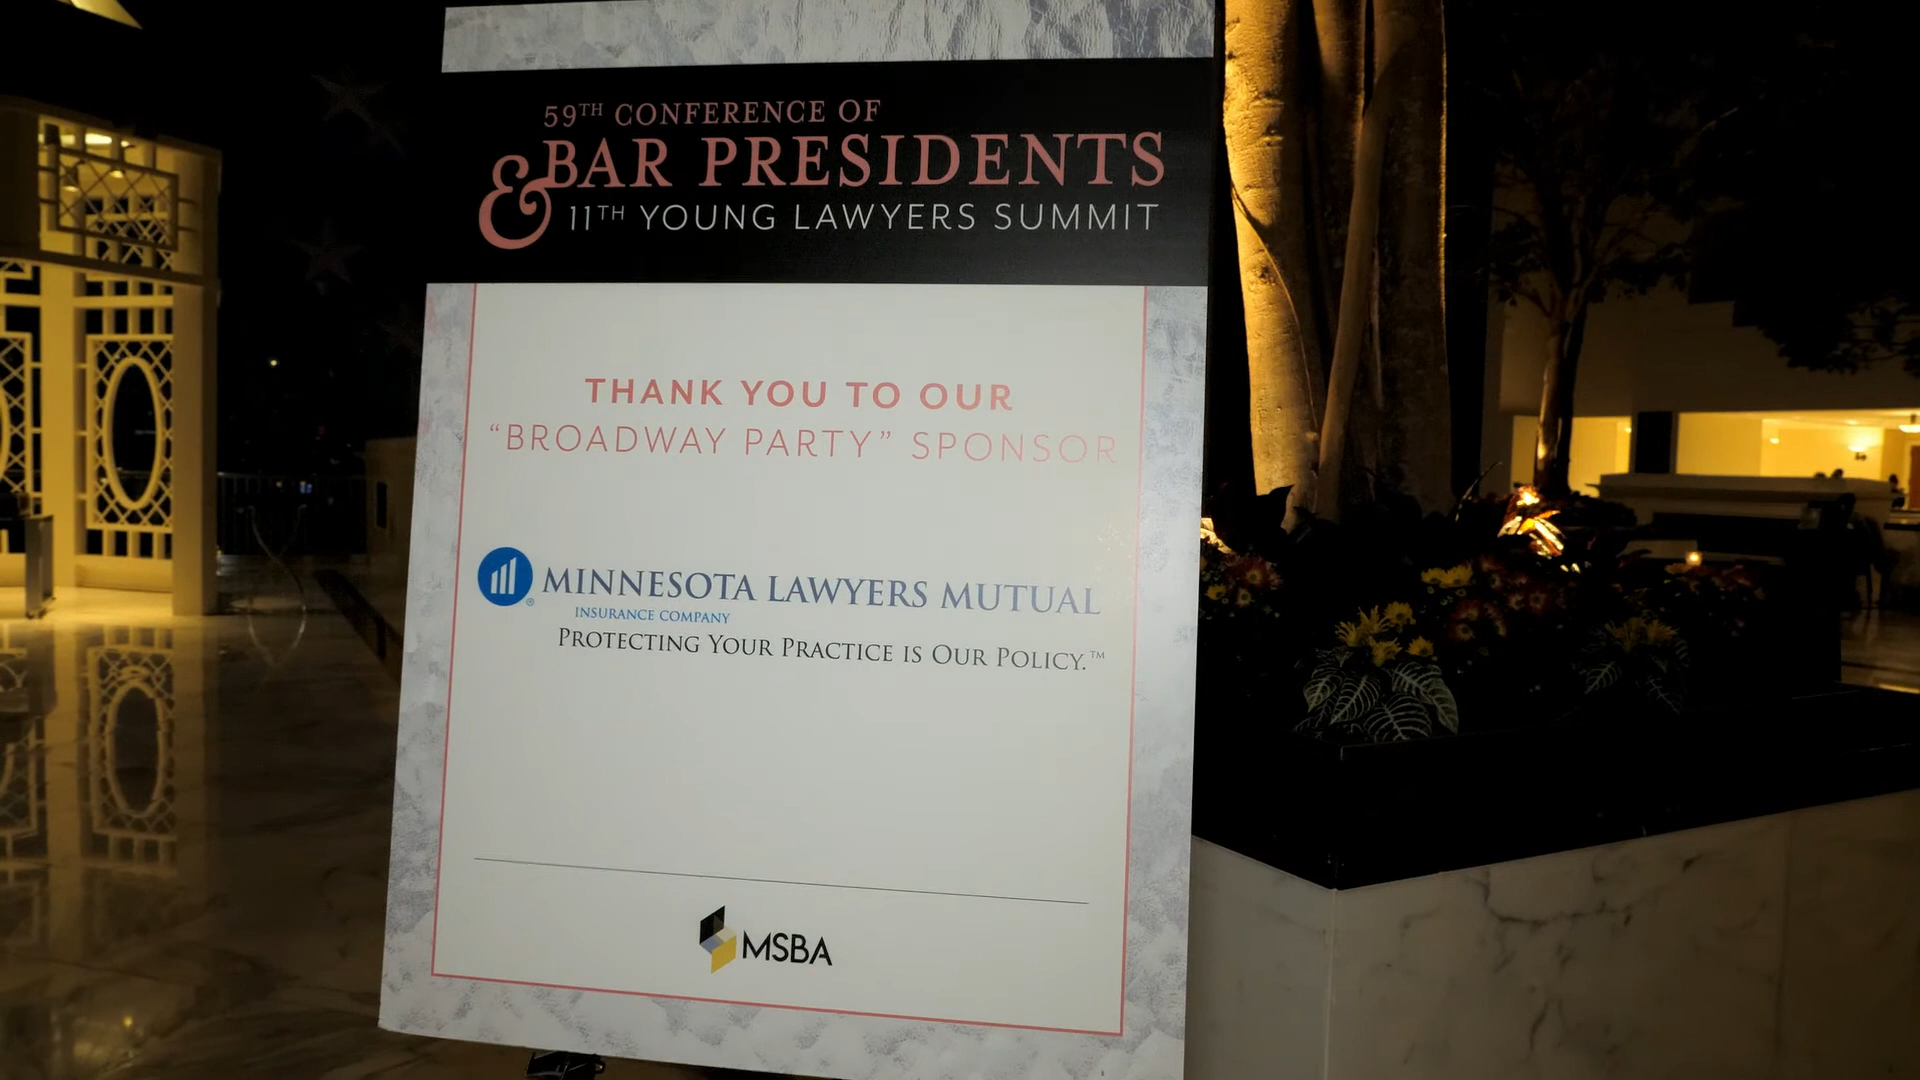 59TH CONFERENCE OF
& BAR PRESIDENTS
11TH YOUNG LAWYERS SUMMIT
THANK YOU TO OUR
“BROADWAY PARTY” SPONSOR
MINNESOTA LAWYERS MUTUAL
®
INSURANCE COMPANY
PROTECTING YOUR PRACTICE IS OUR POLICY.™
MSBA